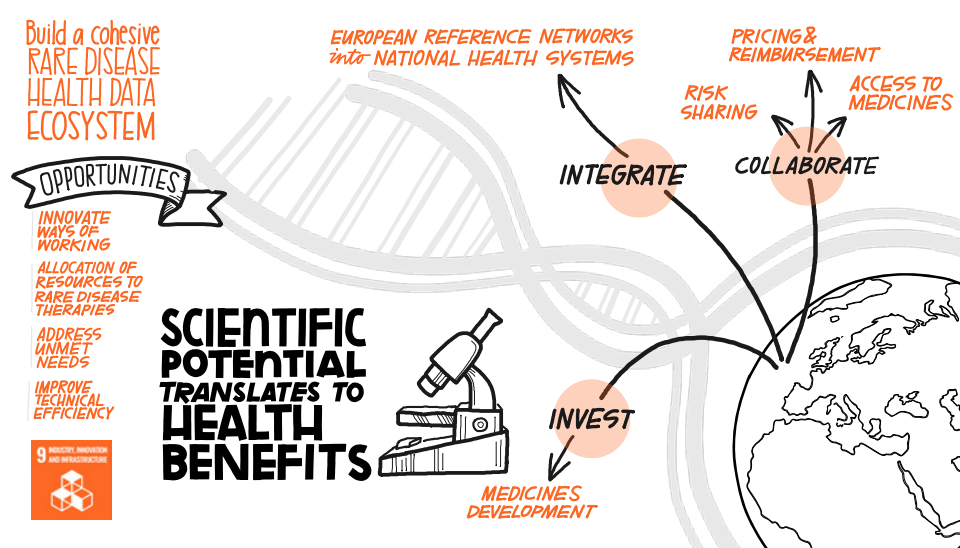 Build a cohesive
RARE DISEASE
HEALTH DATA
ECOSYSTEM
OPPORTUNITIES
INNOVATE
WAYS OF
WORKING
ALLOCATION OF
RESOURCES TO
RARE DISEASE
THERAPIES
ADDRESS
UNMET
NEEDS
IMPROVE
TECHNICAL
EFFICIENCY
9 INDUSTRY, INNOVATION
AND INFRASTRUCTURE
SCIENTIFIC
POTENTIAL
TRANSLATES TO
HEALTH
BENEFITS
EUROPEAN REFERENCE NETWORKS
into NATIONAL HEALTH SYSTEMS
INTEGRATE
PRICING &
REIMBURSEMENT
RISK
SHARING
ACCESS TO
MEDICINES
COLLABORATE
INVEST
MEDICINES
DEVELOPMENT